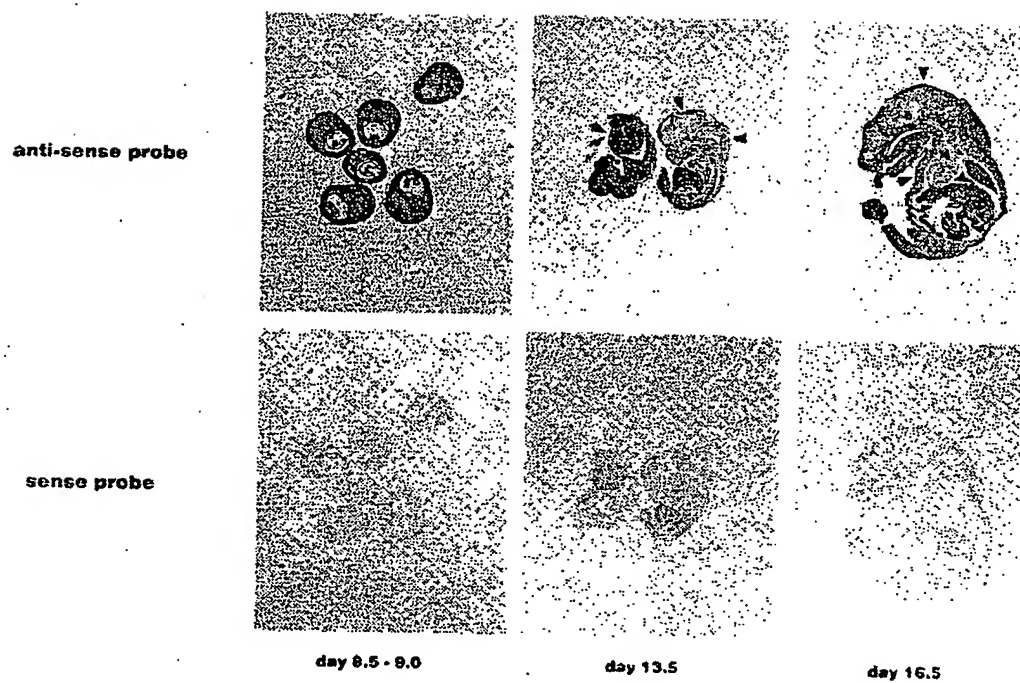 anti-sense probe
sense probe
day 8.5 - 9.0
day 13.5
day 16.5